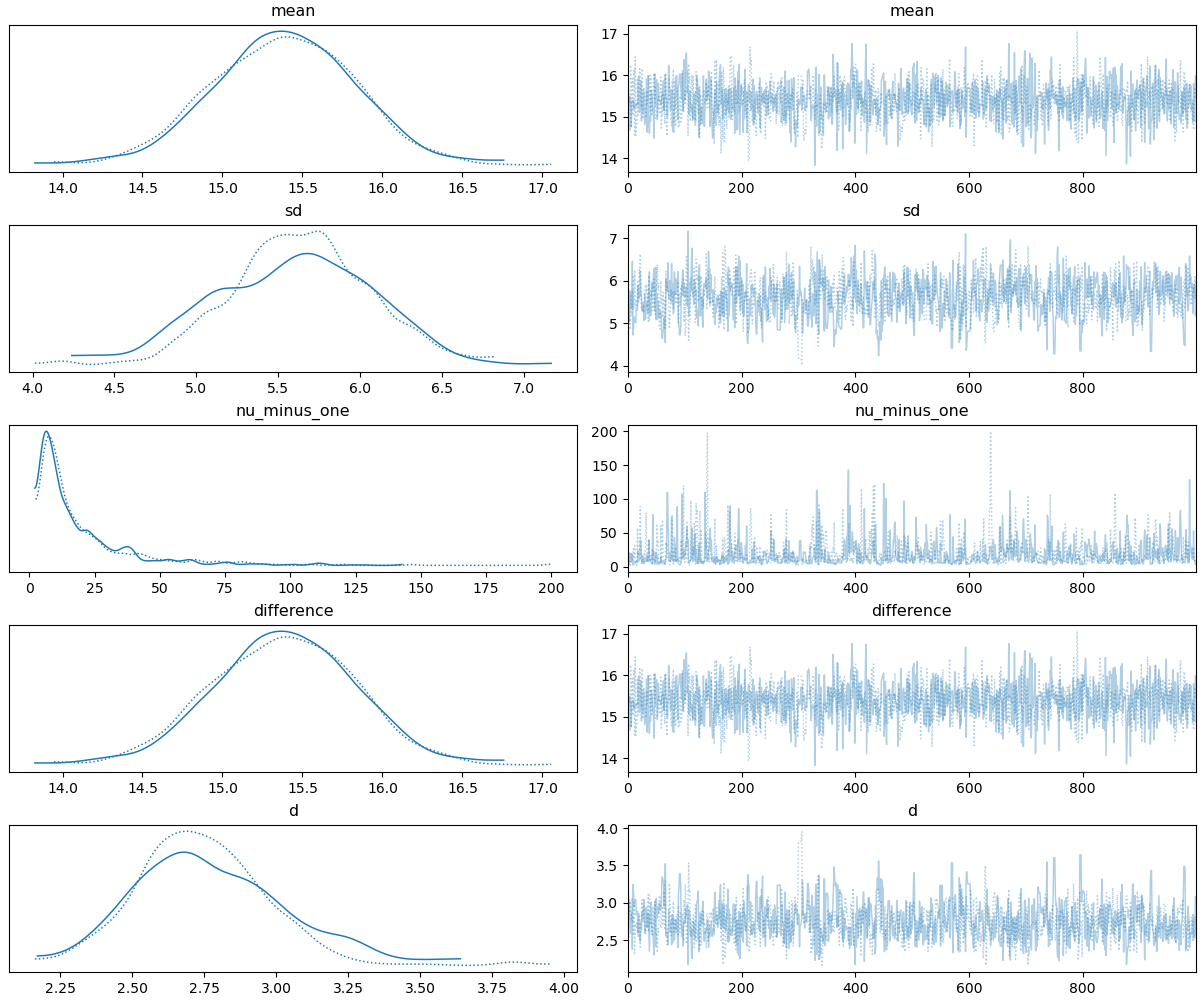 mean
14.0 14.5 15.0 15.5 16.0 16.5 17.0
mean
17
16
15
14
0 200 400 600 800
sd
4.0 4.5 5.0 5.5 6.0 6.5 7.0
sd
7
6
5
4
0 200 400 600 800
nu_minus_one
0 25 50 75 100 125 150 175 200
nu_minus_one
200
150
100
50
0
0 200 400 600 800
difference
14.0 14.5 15.0 15.5 16.0 16.5 17.0
difference
17
16
15
14
0 200 400 600 800
d
2.25 2.50 2.75 3.00 3.25 3.50 3.75 4.00
d
4.0
3.5
3.0
2.5
0 200 400 600 800